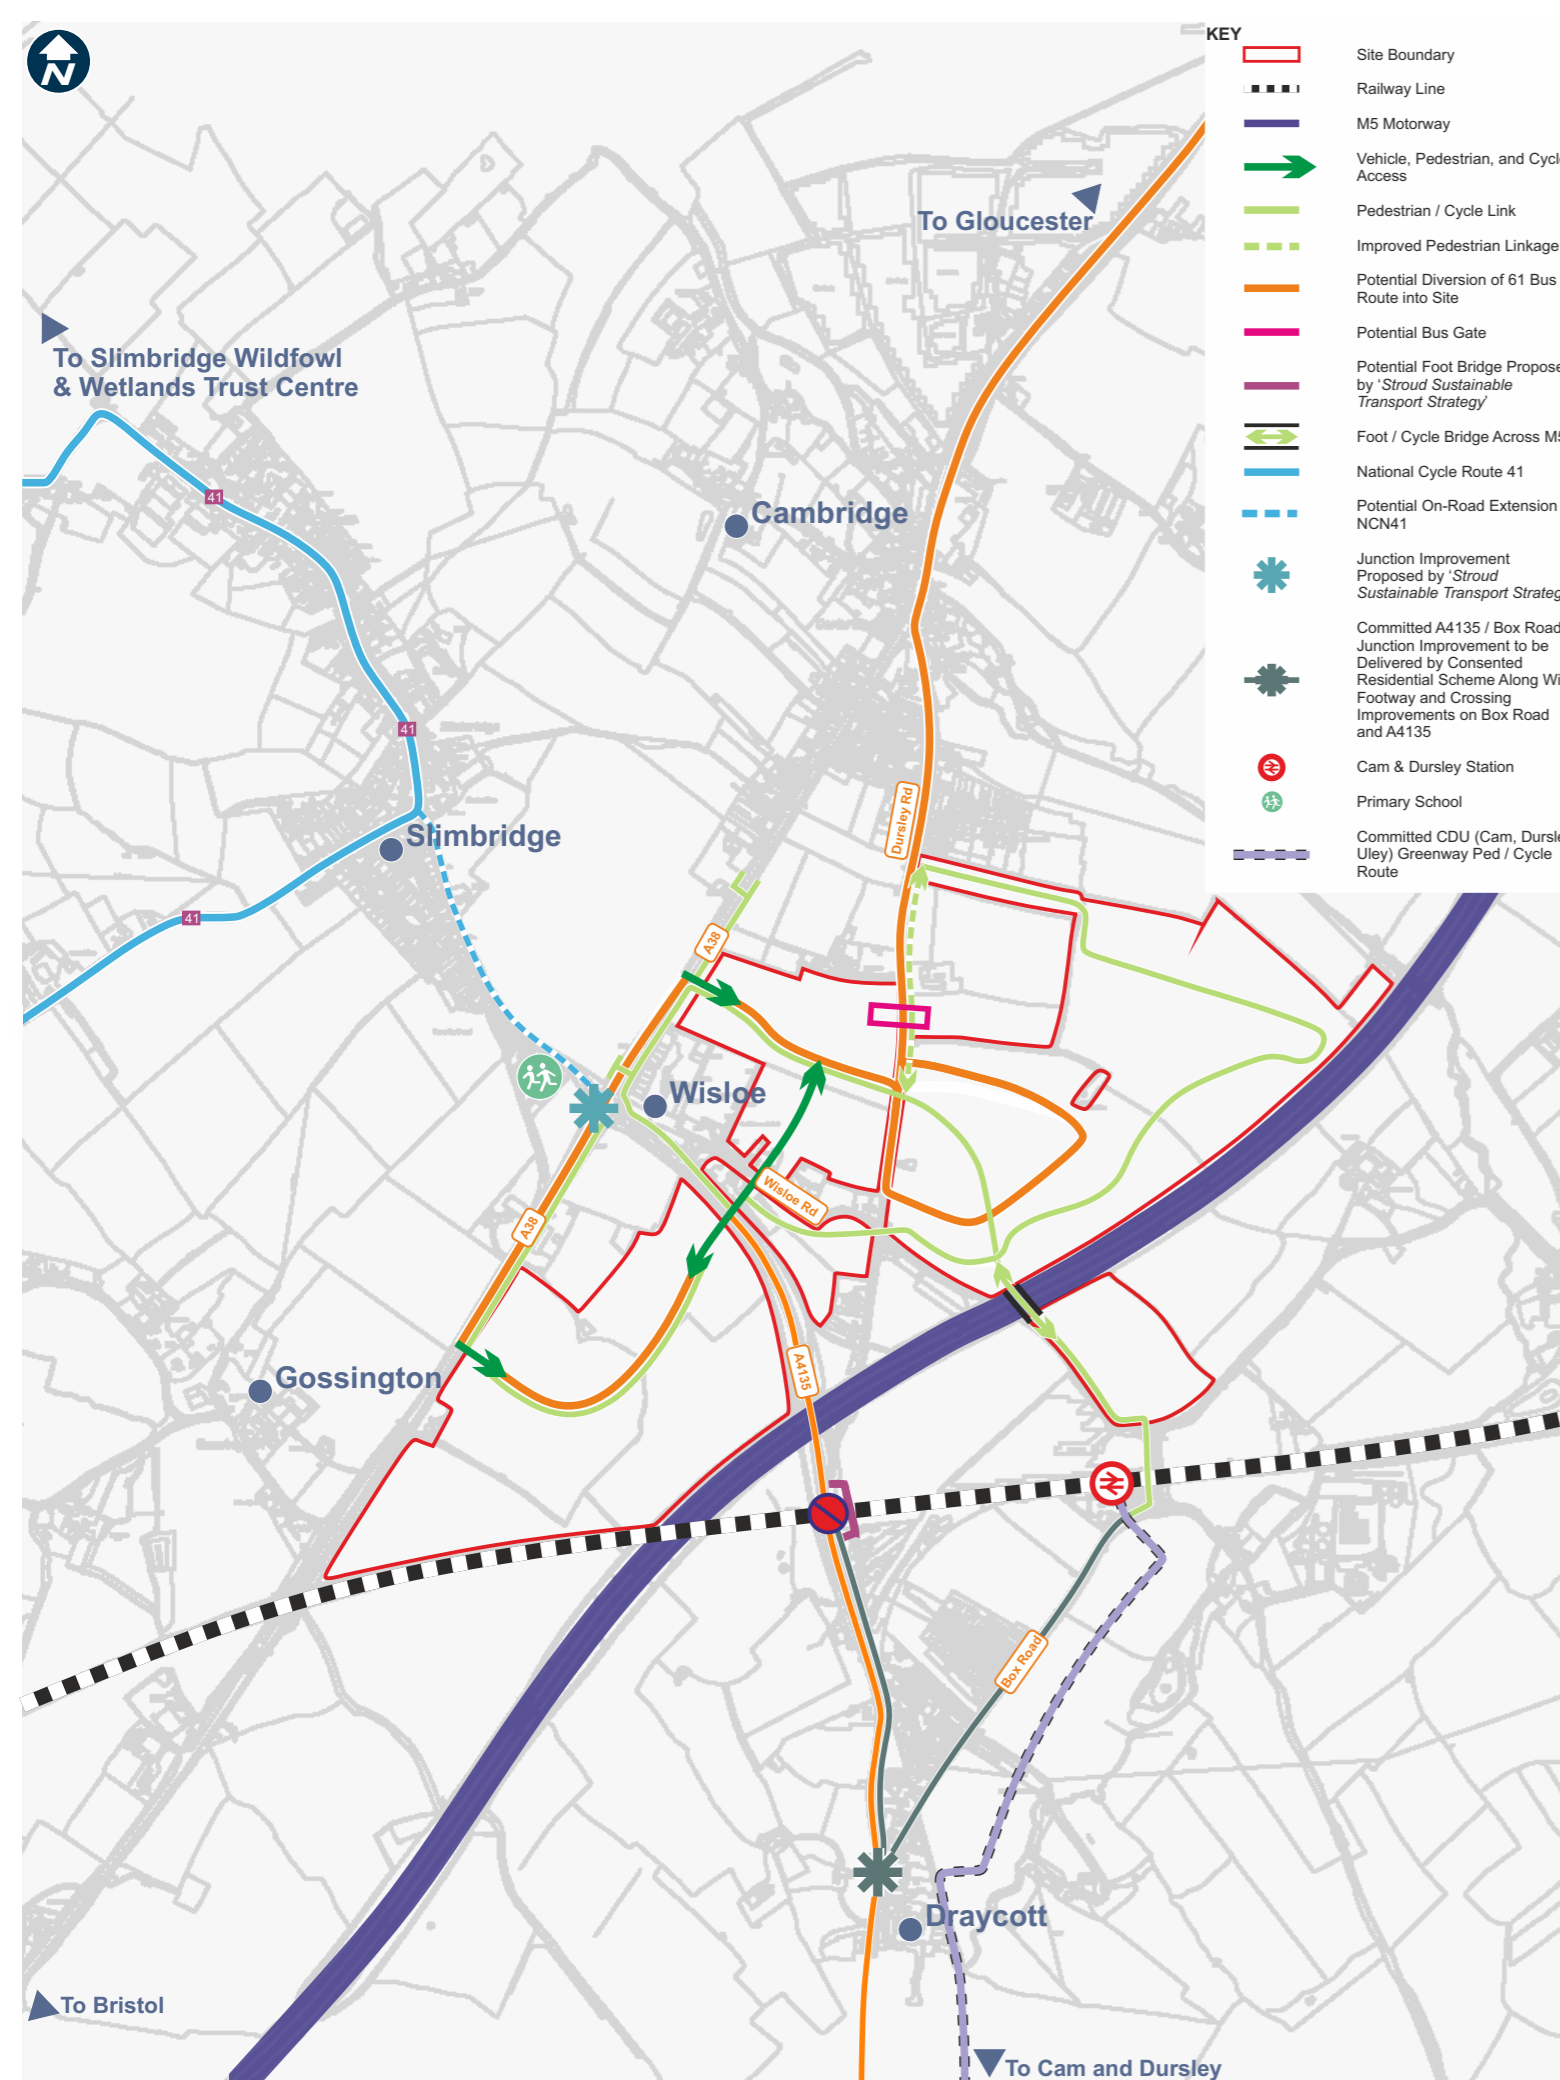 N
KEY
Site Boundary
Railway Line
M5 Motorway
Vehicle, Pedestrian, and Cycle
Access
Pedestrian / Cycle Link
Improved Pedestrian Linkage
Potential Diversion of 61 Bus
Route into Site
Potential Bus Gate
Potential Foot Bridge Propose
by ‘Stroud Sustainable
Transport Strategy’
Foot / Cycle Bridge Across M5
National Cycle Route 41
Potential On-Road Extension
NCN41
Junction Improvement
Proposed by ‘Stroud
Sustainable Transport Strateg
Committed A4135 / Box Road
Junction Improvement to be
Delivered by Consented
Residential Scheme Along Wi
Footway and Crossing
Improvements on Box Road
and A4135
Cam & Dursley Station
Primary School
Committed CDU (Cam, Dursle
Uley) Greenway Ped / Cycle
Route
To Gloucester
To Slimbridge Wildfowl
& Wetlands Trust Centre
41
Cambridge
41
Dursley Rd
Slimbridge
41
A38
Wisloe
Wisloe Rd
A38
Gossington
A4135
Box Road
Draycott
To Bristol
To Cam and Dursley